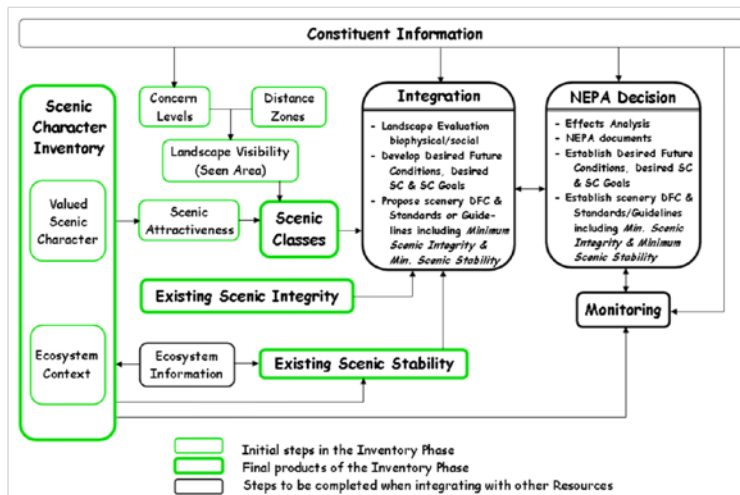 Constituent Information
Scenic
Character
Inventory
Valued
Scenic
Character
Ecosystem
Context
Concern
Levels
Distance
Zones
Landscape Visibility
(Seen Area)
Scenic
Attractiveness
Scenic
Classes
Existing Scenic Integrity
Ecosystem
Information
Existing Scenic Stability
Integration
- Landscape Evaluation
biophysical/social
- Develop Desired Future
Conditions, Desired SC & SC Goals
- Propose scenery DFC &
Standards or Guide-
lines including Minimum
Scenic Integrity &
Min. Scenic Stability
NEPA Decision
- Effects Analysis
- NEPA documents
- Establish Desired Future
Conditions, Desired SC
& SC Goals
- Establish scenery DFC &
Standards/Guidelines
including Min. Scenic
Integrity & Minimum
Scenic Stability
Monitoring
Initial steps in the Inventory Phase
Final products of the Inventory Phase
Steps to be completed when integrating with other Resources